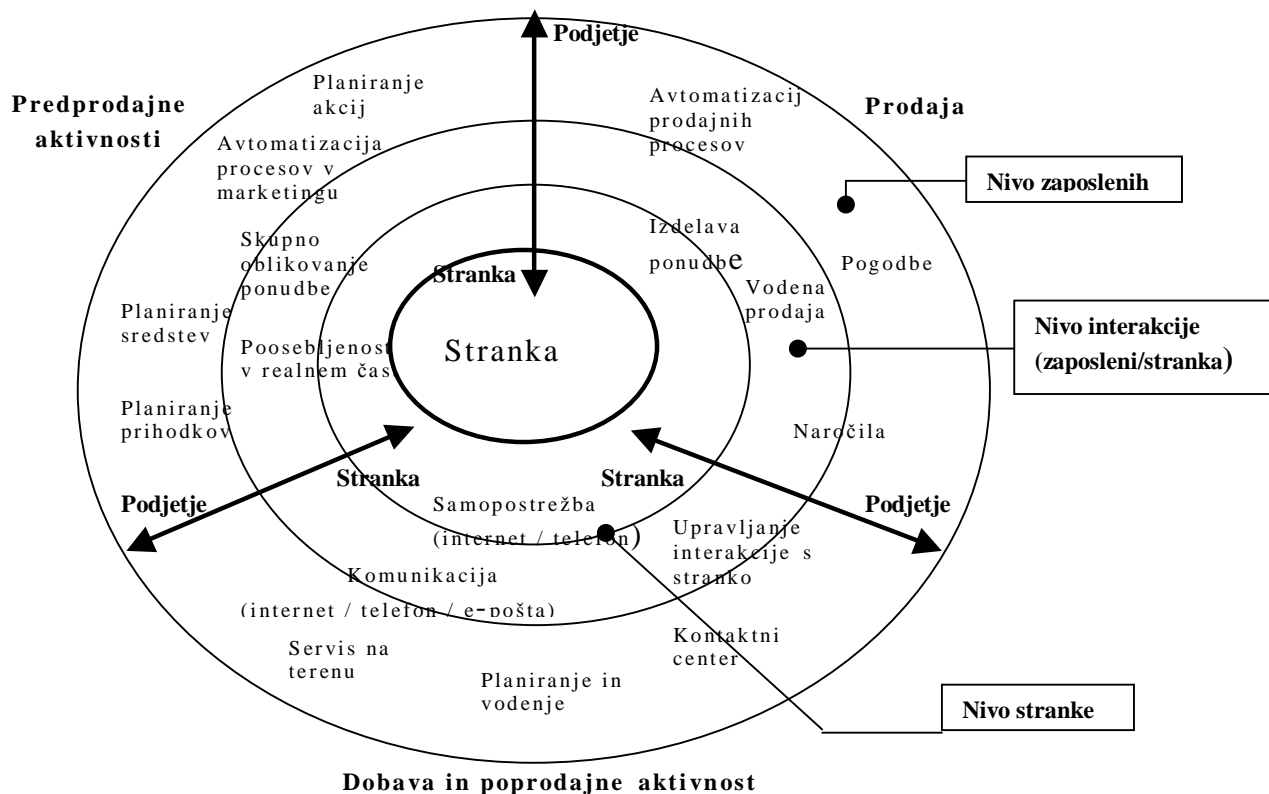 Podjetje
Planiranje
akcij
Predprodajne
aktivnosti
Avtomatizacij
prodajnih
procesov
Prodaja
Avtomatizacija
procesov v
marketingu
Nivo zaposlenih
Skupno
oblikovanje
ponudbe
Izdelava
ponudbe
Pogodbe
Stranka
Vodena
prodaja
Planiranje
sredstev
Nivo interakcije
(zaposleni/stranka)
Poosebljenost
v realnem čas
Stranka
Planiranje
prihodkov
Naročila
Stranka
Stranka
Podjetje
Podjetje
Samopostrežba
(internet / telefon)
Upravljanje
interakcije s
stranko
Komunikacija
(internet / telefon / e-pošta)
Servis na
terenu
Kontaktni
center
Planiranje in
vodenje
Nivo stranke
Dobava in poprodajne aktivnost